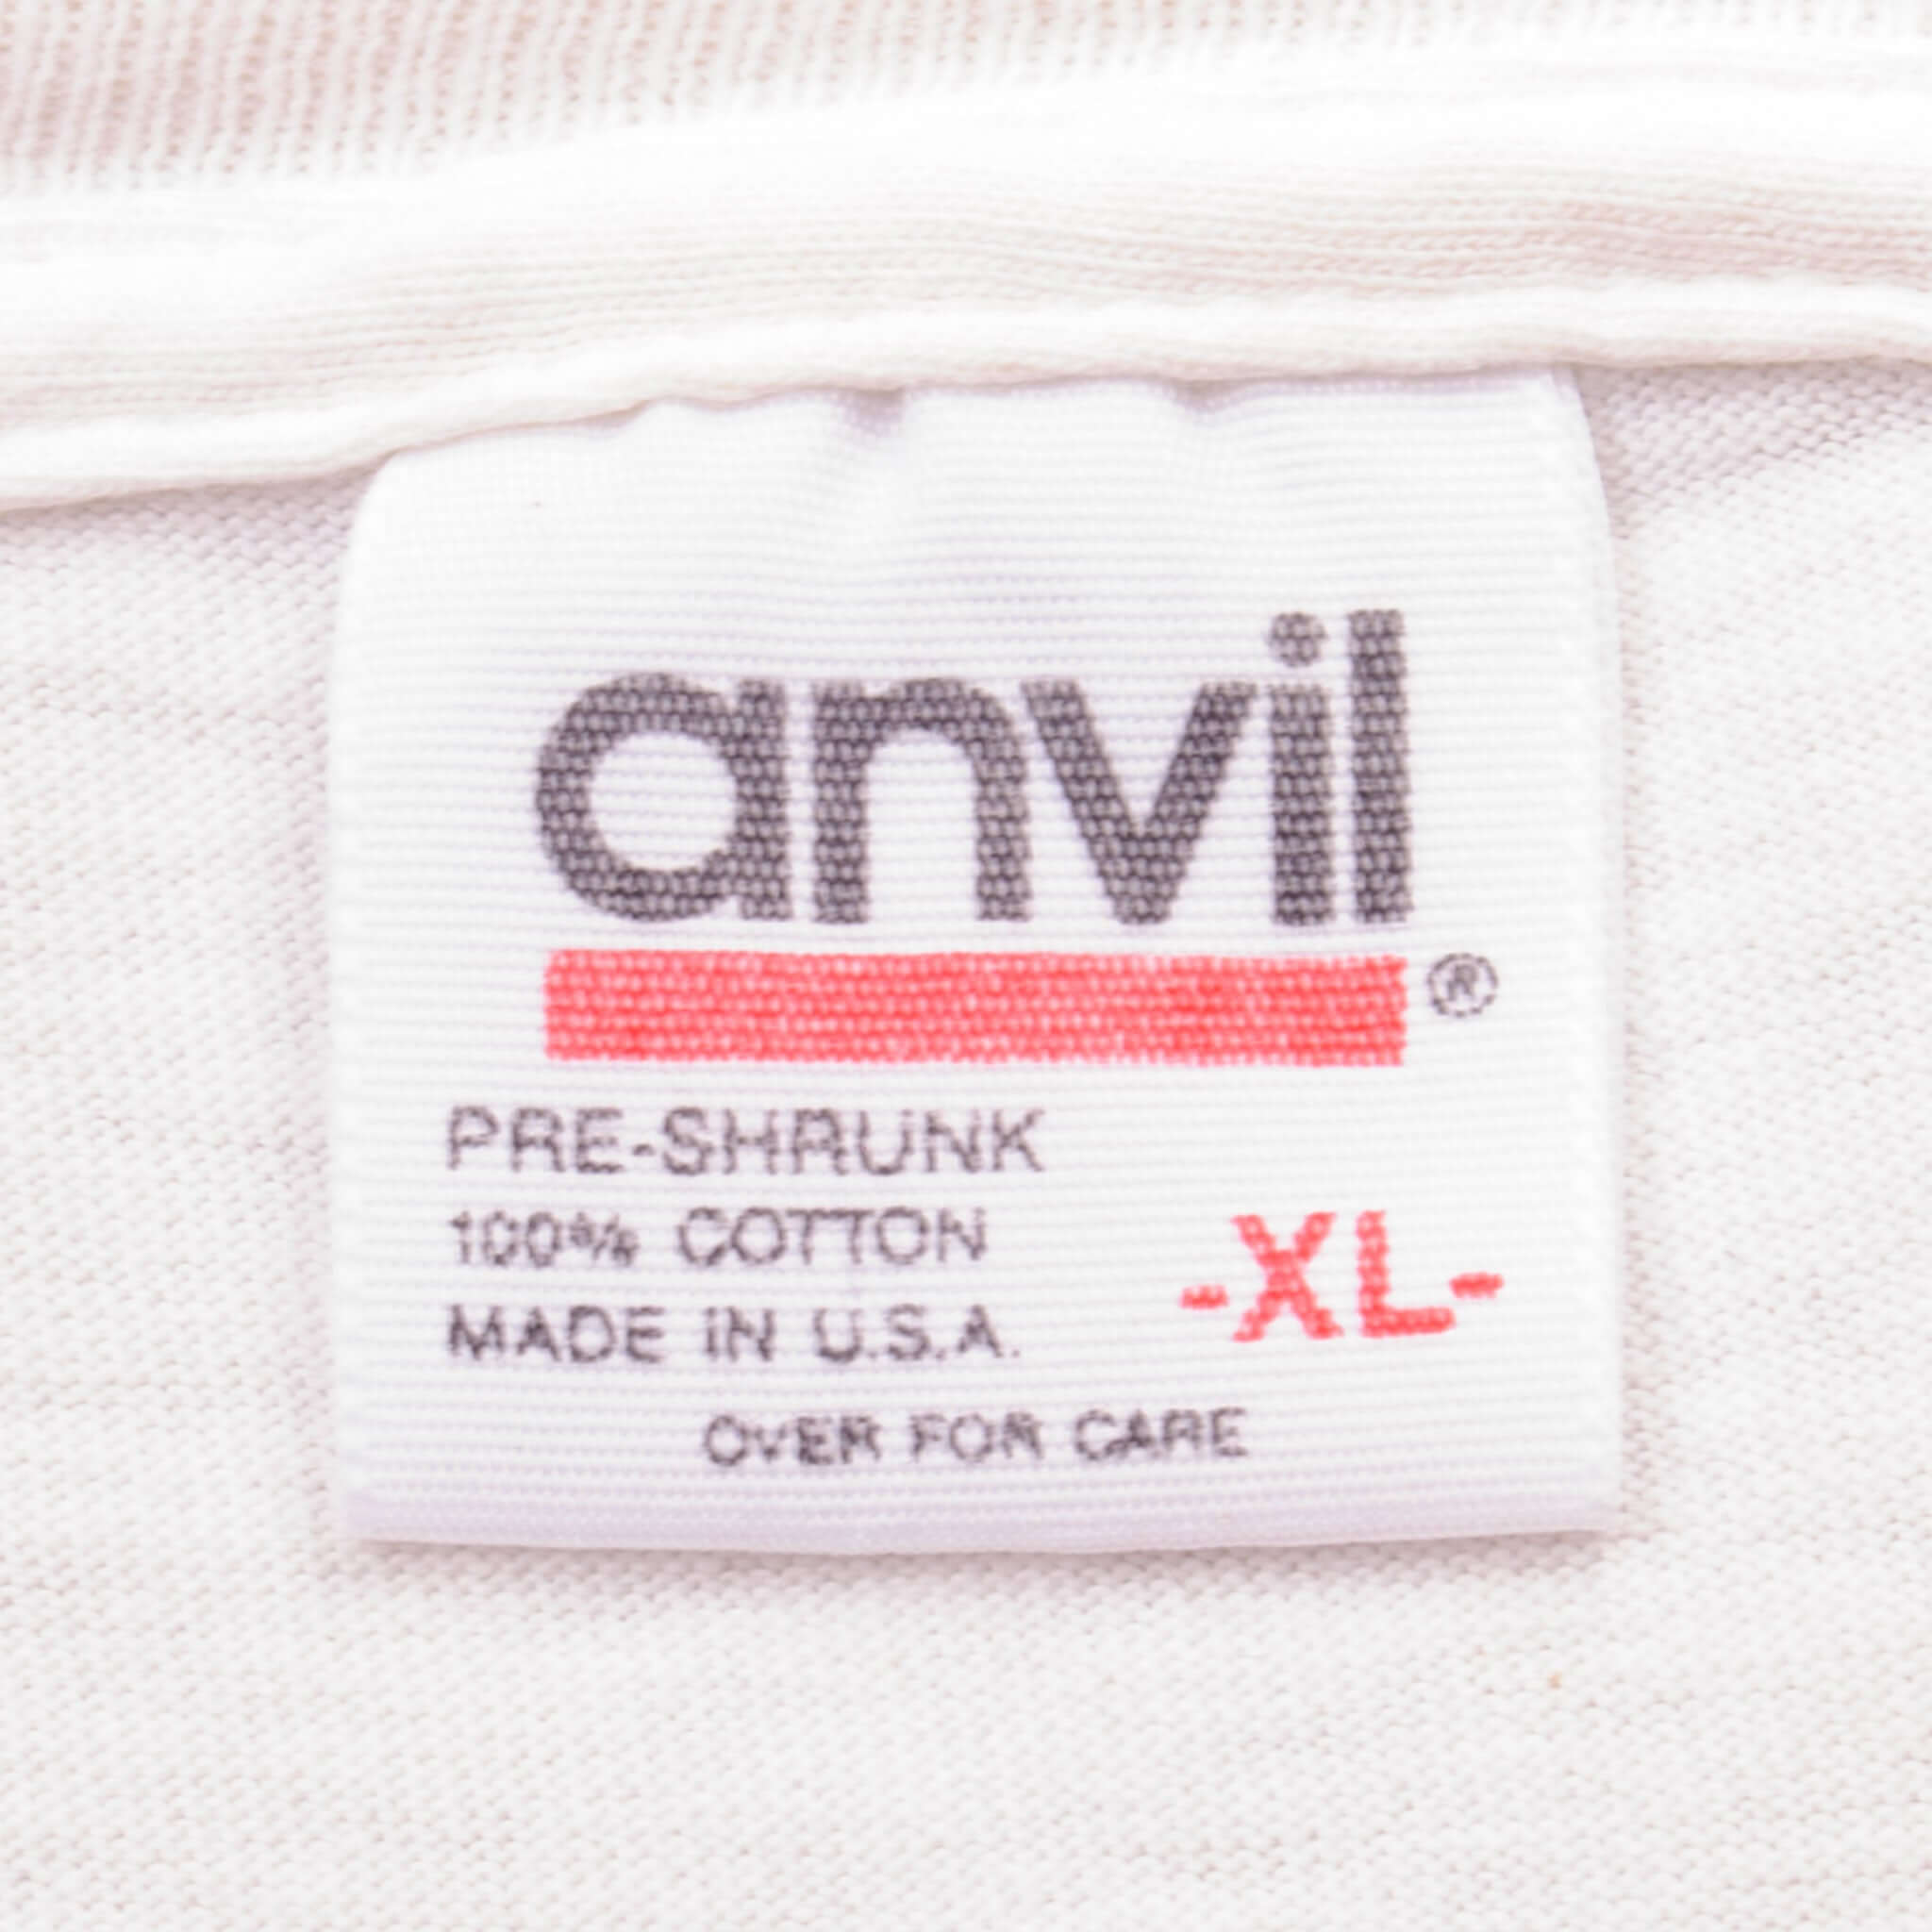 anvil
®
PRE-SHRUNK
100% COTTON
MADE IN U.S.A.
-XL-
OVER FOR CARE